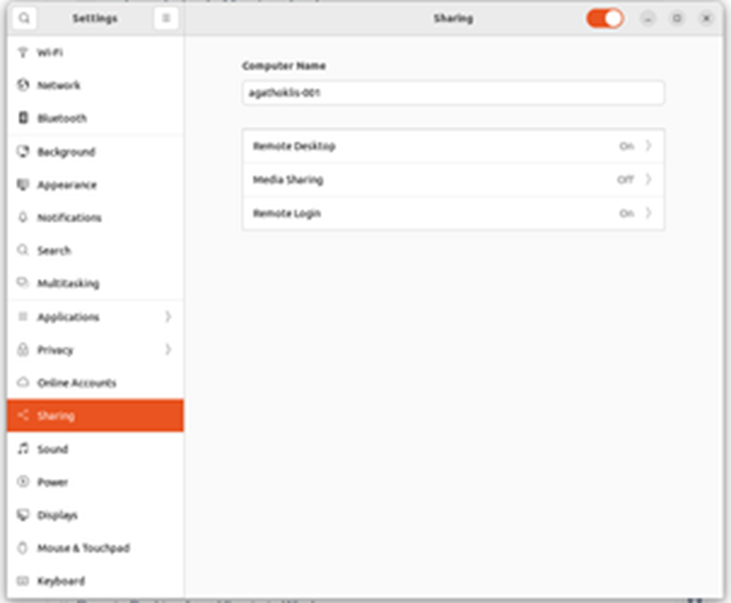 Settings
Sharing
Wi-Fi
Network
Bluetooth
Background
Appearance
Notifications
Search
Multitasking
Applications
Privacy
Online Accounts
Sharing
Sound
Power
Displays
Mouse & Touchpad
Keyboard
Computer Name
agathoklis-001
Remote Desktop On
Media Sharing Off
Remote Login On